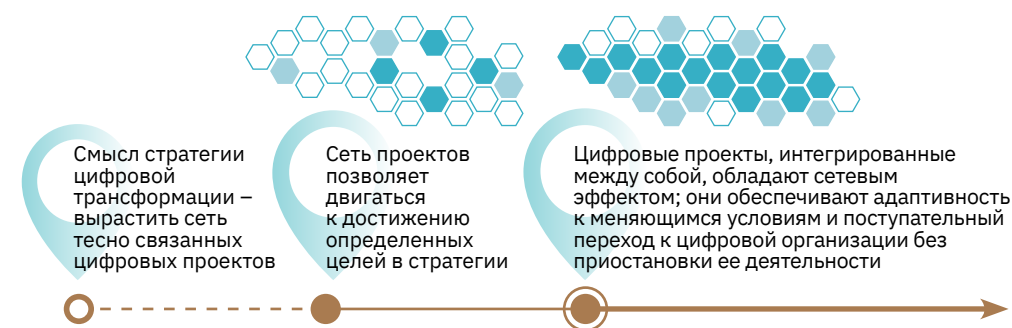 Смысл стратегии
цифровой
трансформации –
вырастить сеть
тесно связанных
цифровых проектов
Сеть проектов
позволяет
двигаться
к достижению
определенных
целей в стратегии
Цифровые проекты, интегрированные
между собой, обладают сетевым
эффектом; они обеспечивают адаптивность
к меняющимся условиям и поступательный
переход к цифровой организации без
приостановки ее деятельности